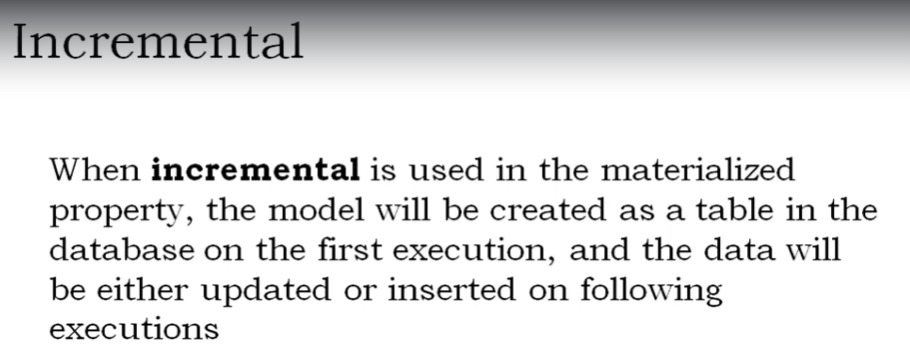 Incremental
When incremental is used in the materialized
property, the model will be created as a table in the
database on the first execution, and the data will
be either updated or inserted on following
executions